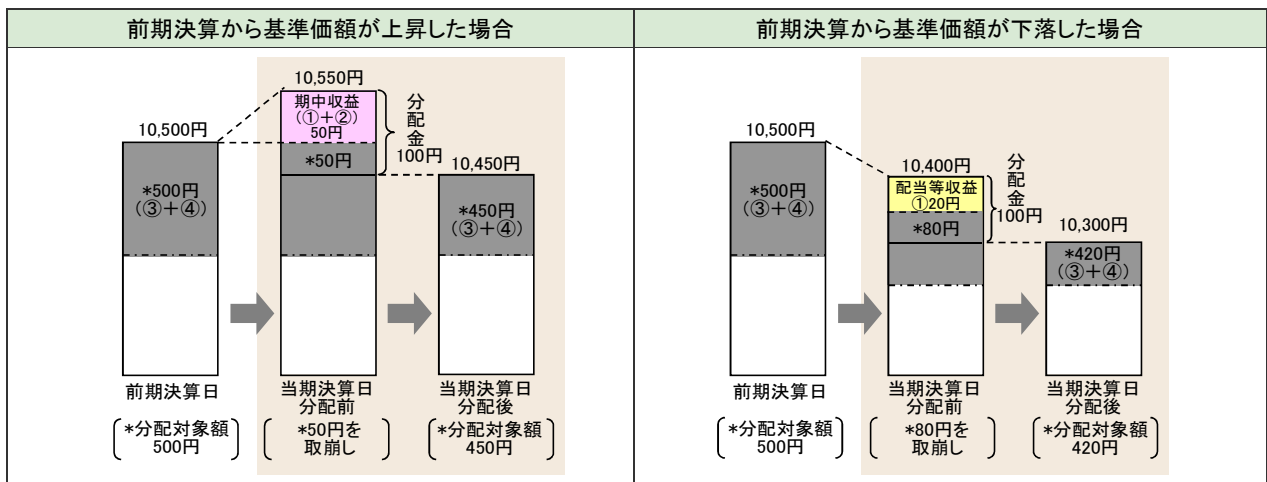 前期決算から基準価額が上昇した場合
10,550円
期中収益
(①+②)
50円
分配金
100円
10,500円
*50円
10,450円
*500円
(③+④)
*450円
(③+④)
前期決算日
当期決算日
分配前
当期決算日
分配後
*分配対象額
500円
*50円を
取崩し
*分配対象額
450円
前期決算から基準価額が下落した場合
10,500円
10,400円
配当等収益
①20円
分配金
100円
*500円
(③+④)
*80円
10,300円
*420円
(③+④)
前期決算日
当期決算日
分配前
当期決算日
分配後
*分配対象額
500円
*80円を
取崩し
*分配対象額
420円